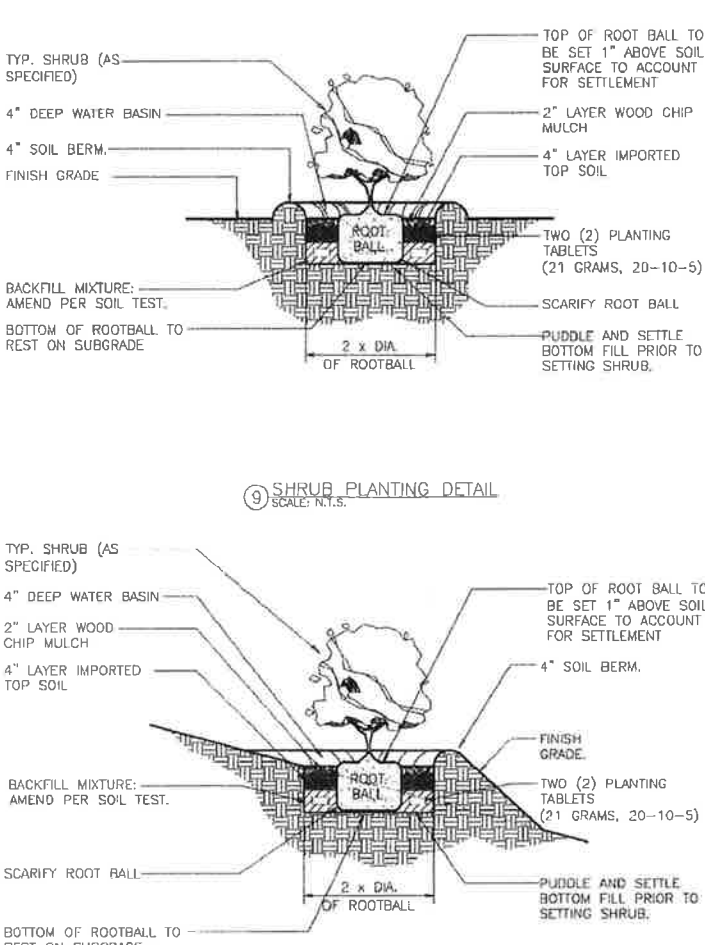 TYP. SHRUB (AS
SPECIFIED)
4" DEEP WATER BASIN
4" SOIL BERM.
FINISH GRADE
BACKFILL MIXTURE:
AMEND PER SOIL TEST.
BOTTOM OF ROOTBALL TO
REST ON SUBGRADE
TOP OF ROOT BALL TO
BE SET 1" ABOVE SOIL
SURFACE TO ACCOUNT
FOR SETTLEMENT
2" LAYER WOOD CHIP
MULCH
4" LAYER IMPORTED
TOP SOIL
TWO (2) PLANTING
TABLETS
(21 GRAMS, 20-10-5)
SCARIFY ROOT BALL
PUDDLE AND SETTLE
BOTTOM FILL PRIOR TO
SETTING SHRUB.
ROOT
BALL
2 x DIA.
OF ROOTBALL
9 SHRUB PLANTING DETAIL
SCALE: N.T.S.
TYP. SHRUB (AS
SPECIFIED)
4" DEEP WATER BASIN
2" LAYER WOOD
CHIP MULCH
4" LAYER IMPORTED
TOP SOIL
BACKFILL MIXTURE:
AMEND PER SOIL TEST.
SCARIFY ROOT BALL
BOTTOM OF ROOTBALL TO
REST ON SUBGRADE
TOP OF ROOT BALL TO
BE SET 1" ABOVE SOIL
SURFACE TO ACCOUNT
FOR SETTLEMENT
4" SOIL BERM.
FINISH
GRADE.
TWO (2) PLANTING
TABLETS
(21 GRAMS, 20-10-5)
PUDDLE AND SETTLE
BOTTOM FILL PRIOR TO
SETTING SHRUB.
ROOT
BALL
2 x DIA.
OF ROOTBALL